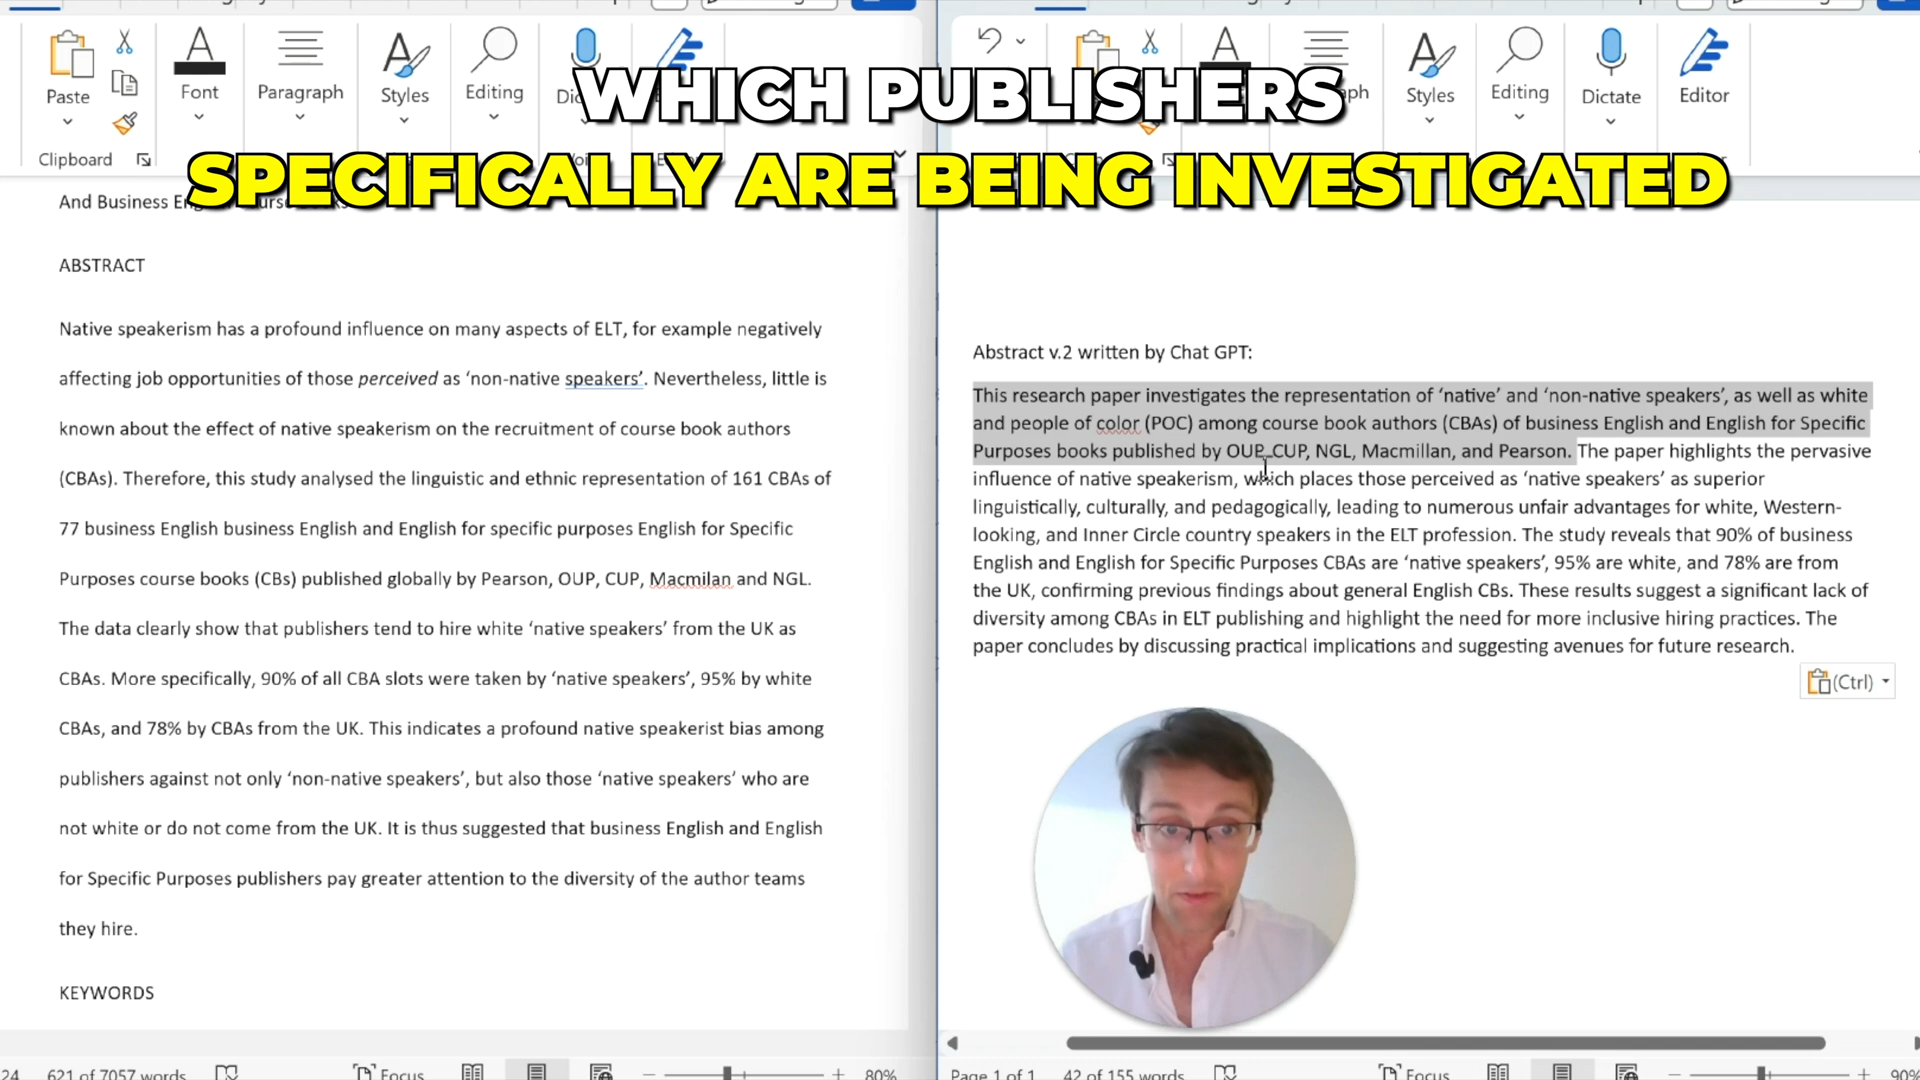 Paste
Font
Paragraph
Styles
Editing
Clipboard
Styles
Editing
Dictate
Editor
WHICH PUBLISHERS
SPECIFICALLY ARE BEING INVESTIGATED
ABSTRACT
Native speakerism has a profound influence on many aspects of ELT, for example negatively
affecting job opportunities of those perceived as ‘non-native speakers’. Nevertheless, little is
known about the effect of native speakerism on the recruitment of course book authors
(CBAs). Therefore, this study analysed the linguistic and ethnic representation of 161 CBAs of
77 business English business English and English for specific purposes English for Specific
Purposes course books (CBs) published globally by Pearson, OUP, CUP, Macmilan and NGL.
The data clearly show that publishers tend to hire white ‘native speakers’ from the UK as
CBAs. More specifically, 90% of all CBA slots were taken by ‘native speakers’, 95% by white
CBAs, and 78% by CBAs from the UK. This indicates a profound native speakerist bias among
publishers against not only ‘non-native speakers’, but also those ‘native speakers’ who are
not white or do not come from the UK. It is thus suggested that business English and English
for Specific Purposes publishers pay greater attention to the diversity of the author teams
they hire.
KEYWORDS
24 621 of 7057 words Focus 80%
Abstract v.2 written by Chat GPT:
This research paper investigates the representation of ‘native’ and ‘non-native speakers’, as well as white
and people of color (POC) among course book authors (CBAs) of business English and English for Specific
Purposes books published by OUP, CUP, NGL, Macmillan, and Pearson. The paper highlights the pervasive
influence of native speakerism, which places those perceived as ‘native speakers’ as superior
linguistically, culturally, and pedagogically, leading to numerous unfair advantages for white, Western-
looking, and Inner Circle country speakers in the ELT profession. The study reveals that 90% of business
English and English for Specific Purposes CBAs are ‘native speakers’, 95% are white, and 78% are from
the UK, confirming previous findings about general English CBs. These results suggest a significant lack of
diversity among CBAs in ELT publishing and highlight the need for more inclusive hiring practices. The
paper concludes by discussing practical implications and suggesting avenues for future research.
(Ctrl)
Page 1 of 1 42 of 155 words Focus 90%